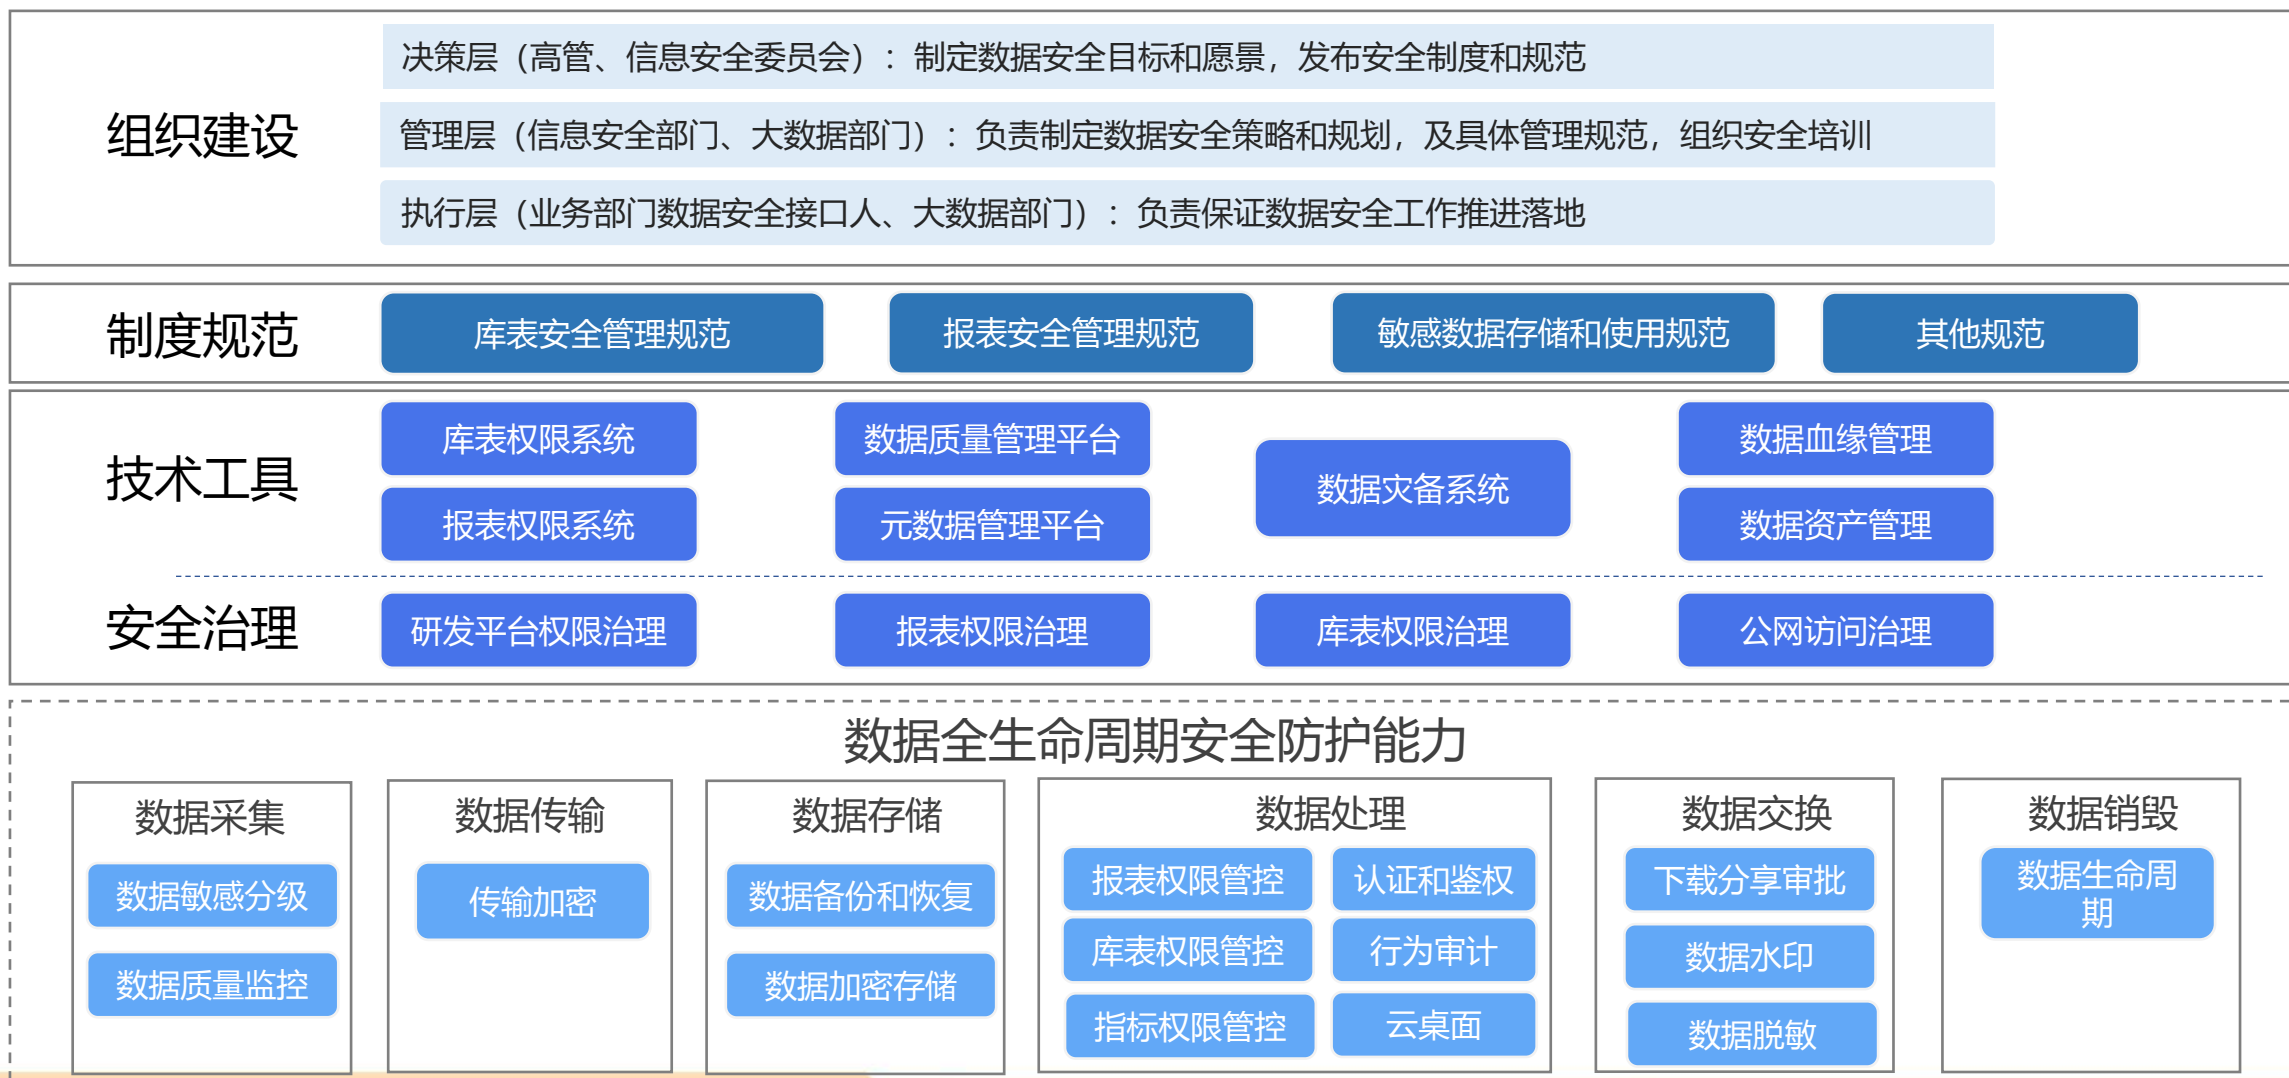 组织建设
决策层（高管、信息安全委员会）：制定数据安全目标和愿景，发布安全制度和规范
管理层（信息安全部门、大数据部门）：负责制定数据安全策略和规划，及具体管理规范，组织安全培训
执行层（业务部门数据安全接口人、大数据部门）：负责保证数据安全工作推进落地
制度规范
库表安全管理规范
报表安全管理规范
敏感数据存储和使用规范
其他规范
技术工具
库表权限系统
数据质量管理平台
数据灾备系统
数据血缘管理
报表权限系统
元数据管理平台
数据资产管理
安全治理
研发平台权限治理
报表权限治理
库表权限治理
公网访问治理
数据全生命周期安全防护能力
数据采集
数据敏感分级
数据质量监控
数据传输
传输加密
数据存储
数据备份和恢复
数据加密存储
数据处理
报表权限管控
认证和鉴权
库表权限管控
行为审计
指标权限管控
云桌面
数据交换
下载分享审批
数据水印
数据脱敏
数据销毁
数据生命周
期